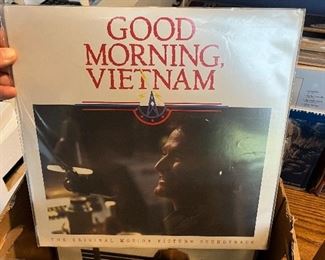 GOOD
MORNING,
VIETNAM
THE ORIGINAL MOTION PICTURE SOUNDTRACK